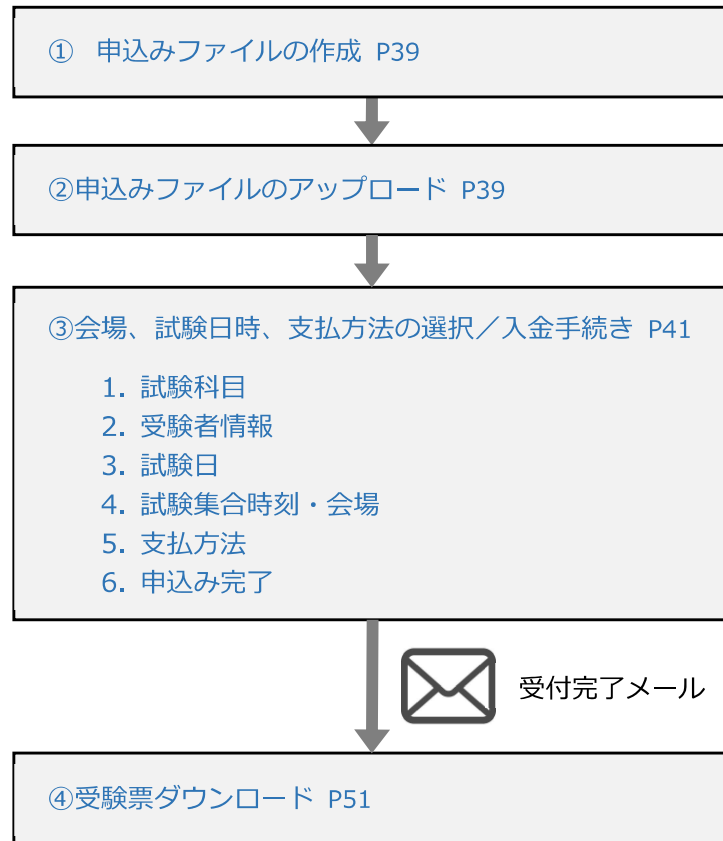 ① 申込みファイルの作成 P39
②申込みファイルのアップロード P39
③会場、試験日時、支払方法の選択／入金手続き P41
1. 試験科目
2. 受験者情報
3. 試験日
4. 試験集合時刻・会場
5. 支払方法
6. 申込み完了
受付完了メール
④受験票ダウンロード P51